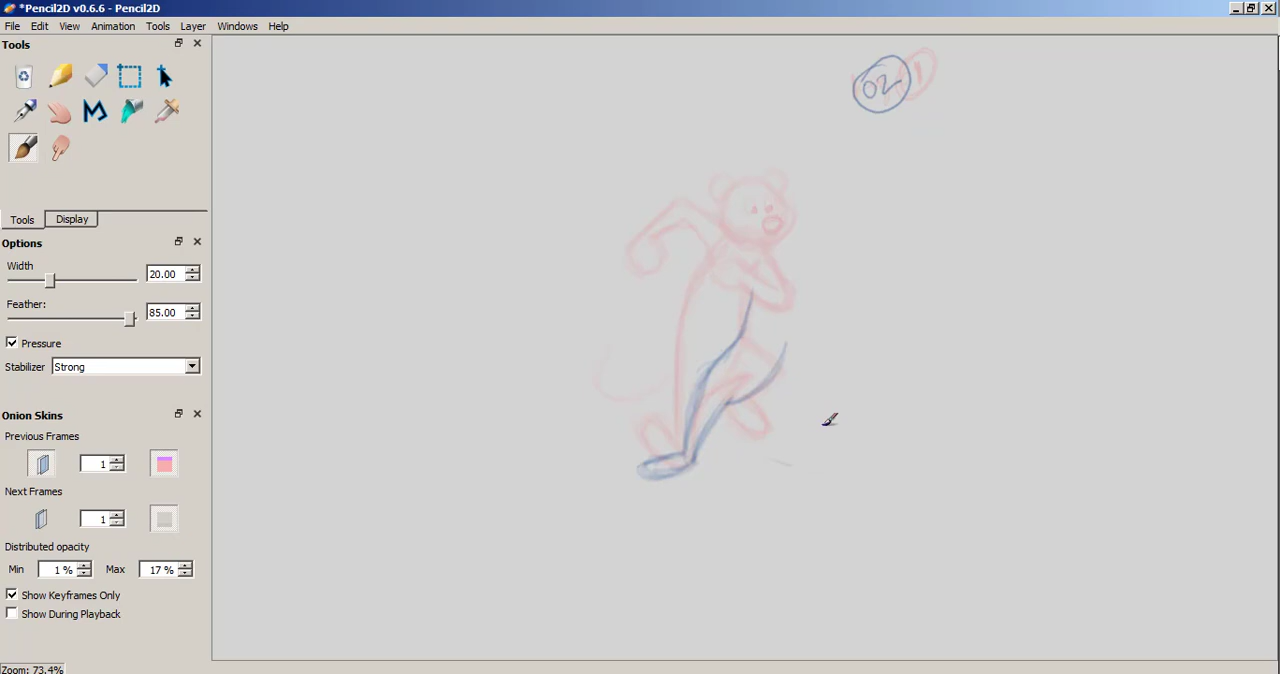 *Pencil2D v0.6.6 - Pencil2D
File Edit View Animation Tools Layer Windows Help
Tools
02 1
Tools Display
Options
Width
20.00
Feather:
85.00
Pressure
Stabilizer Strong
Onion Skins
Previous Frames
1
Next Frames
1
Distributed opacity
Min 1 % Max 17 %
Show Keyframes Only
Show During Playback
Zoom: 73.4%